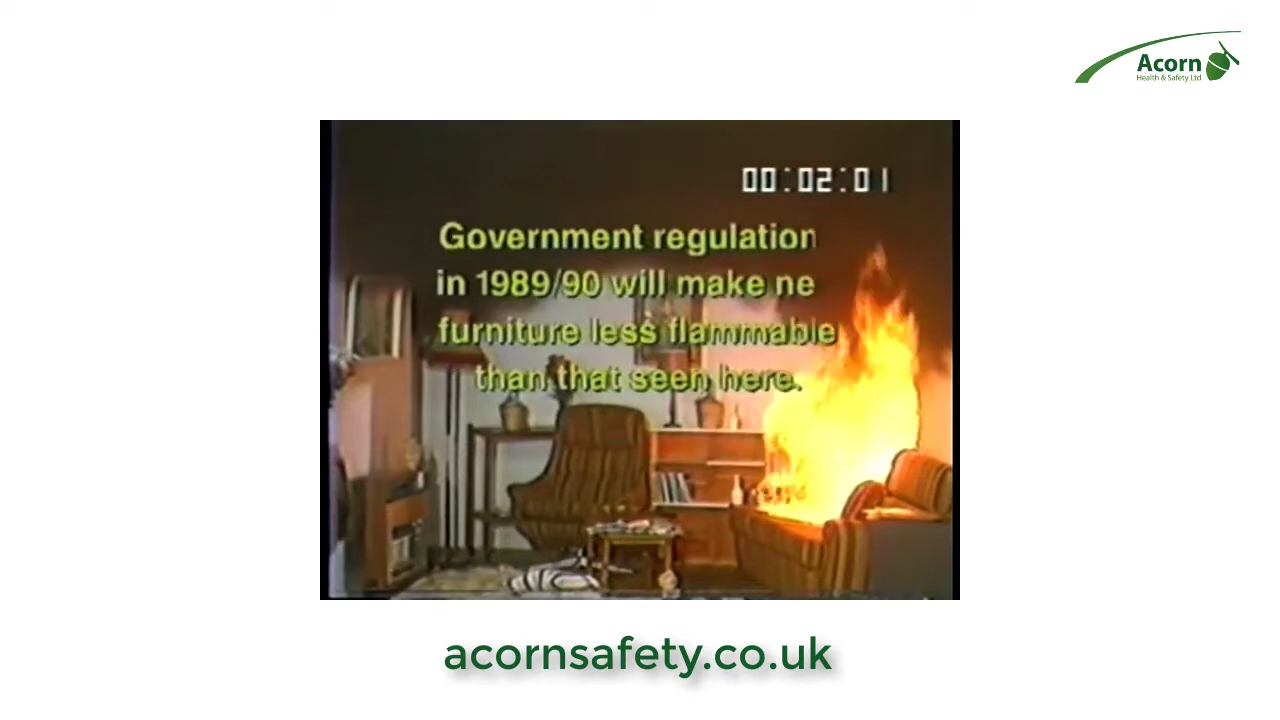 Acorn
Health & Safety Ltd
00:02:01
Government regulation
in 1989/90 will make ne
furniture less flammable
than that seen here.
acornsafety.co.uk